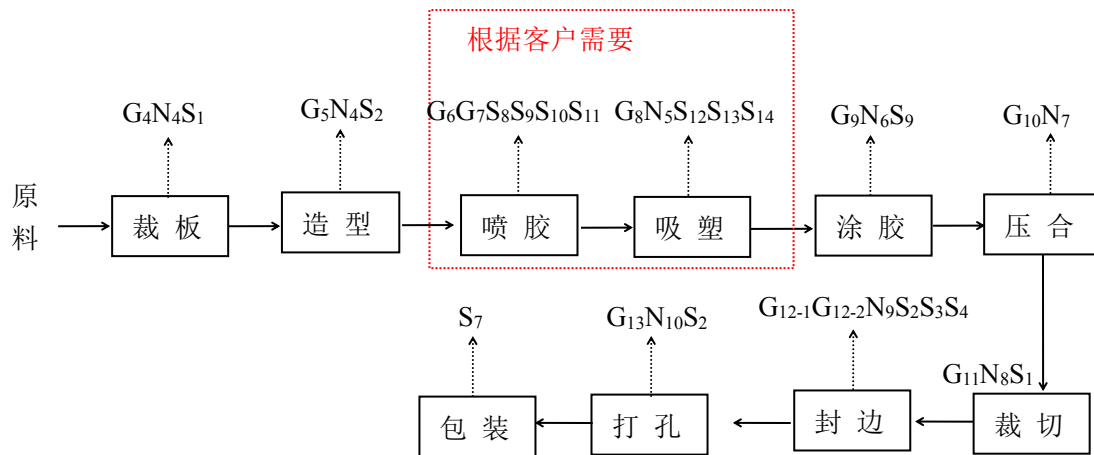 根据客户需要
G₄N₄S₁
G₅N₄S₂
G₆G₇S₈S₉S₁₀S₁₁
G₈N₅S₁₂S₁₃S₁₄
G₉N₆S₉
G₁₀N₇
原料
裁板
造型
喷胶
吸塑
涂胶
压合
S₇
G₁₃N₁₀S₂
G₁₂₋₁G₁₂₋₂N₉S₂S₃S₄
G₁₁N₈S₁
包装
打孔
封边
裁切